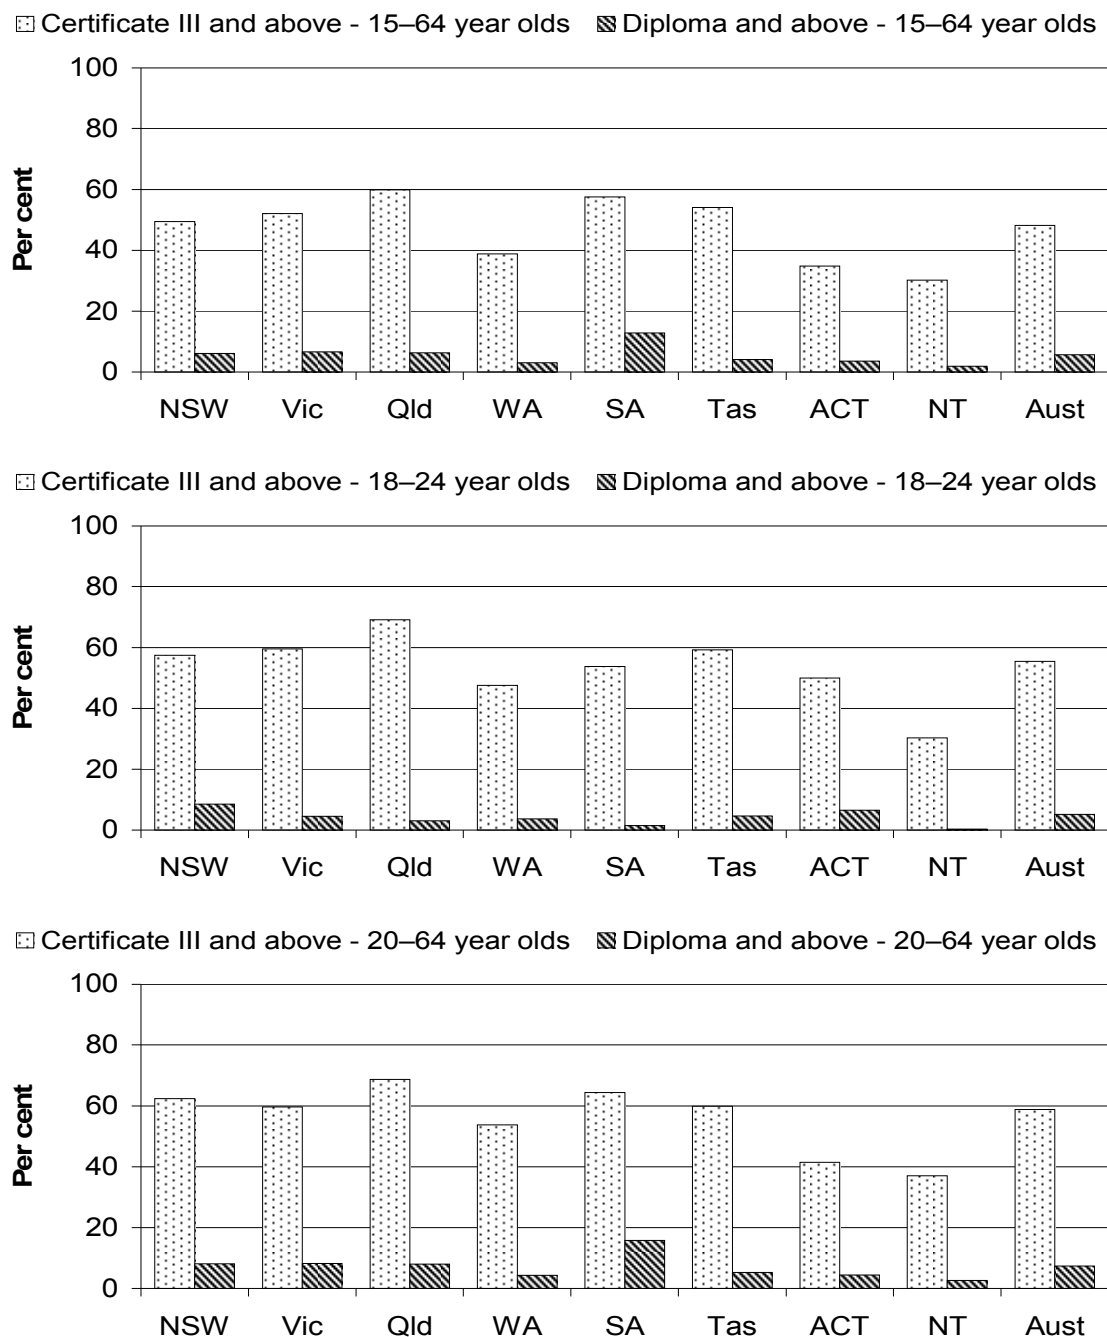 Certificate III and above - 15–64 year olds Diploma and above - 15–64 year olds
100
80
60
40
20
0
Per cent
NSW Vic Qld WA SA Tas ACT NT Aust
Certificate III and above - 18–24 year olds Diploma and above - 18–24 year olds
100
80
60
40
20
0
Per cent
NSW Vic Qld WA SA Tas ACT NT Aust
Certificate III and above - 20–64 year olds Diploma and above - 20–64 year olds
100
80
60
40
20
0
Per cent
NSW Vic Qld WA SA Tas ACT NT Aust